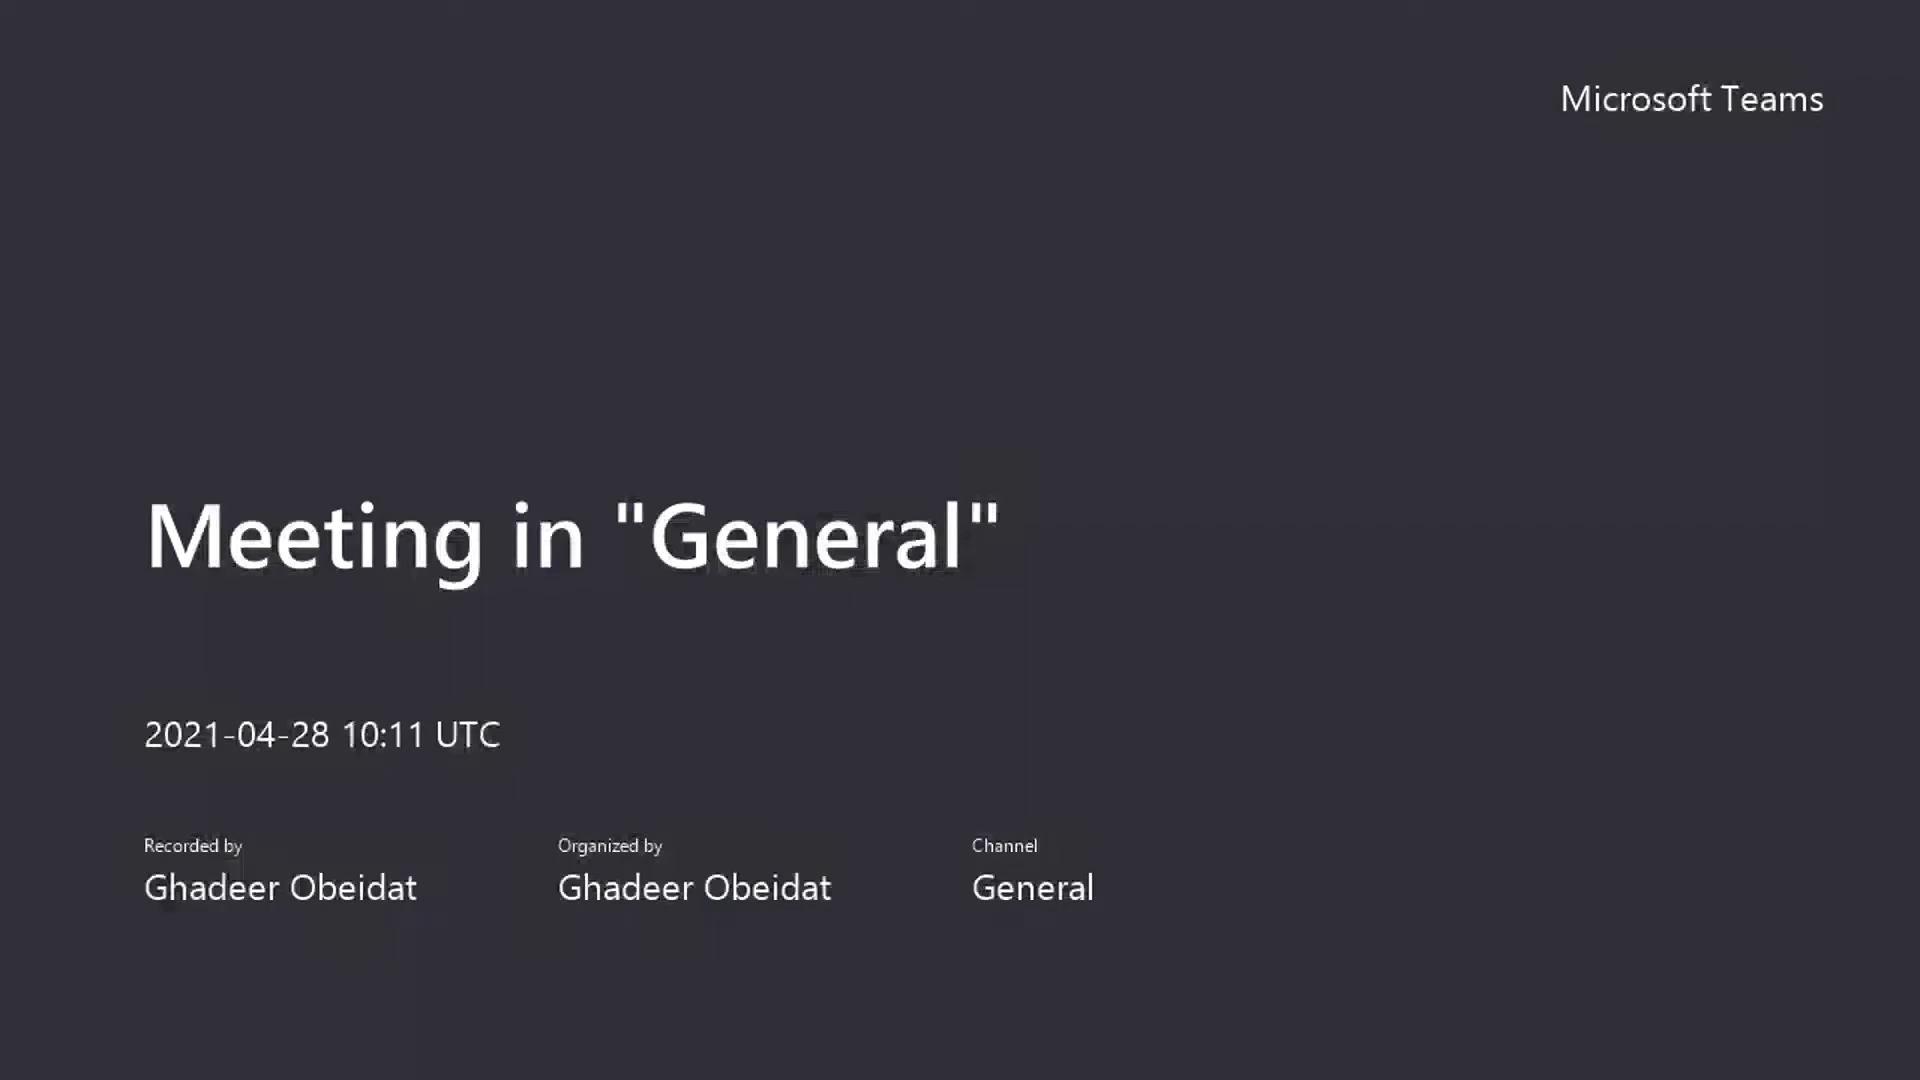 Microsoft Teams
Meeting in "General"
2021-04-28 10:11 UTC
Recorded by
Ghadeer Obeidat
Organized by
Ghadeer Obeidat
Channel
General